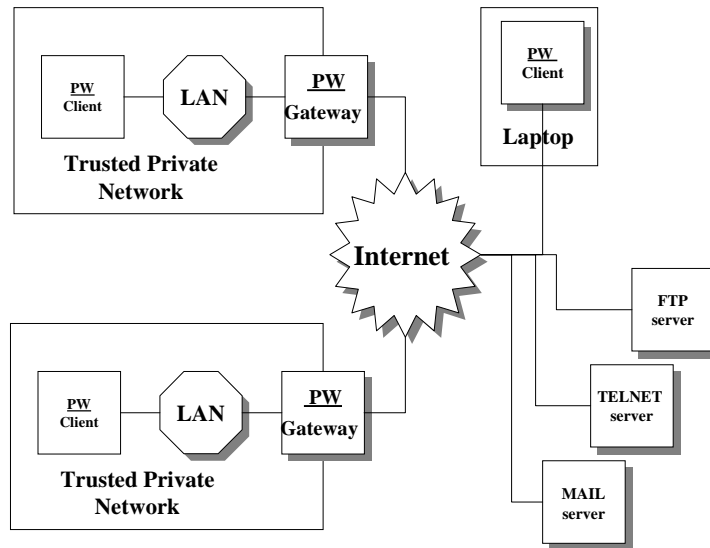 PW
Client
LAN
PW
Gateway
Trusted Private
Network
PW
Client
Laptop
Internet
FTP
server
TELNET
server
MAIL
server
PW
Client
LAN
PW
Gateway
Trusted Private
Network